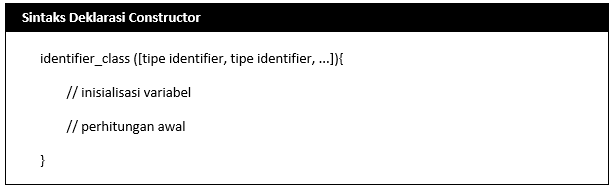 Sintaks Deklarasi Constructor
identifier_class ([tipe identifier, tipe identifier, ...]){
// inisialisasi variabel
// perhitungan awal
}